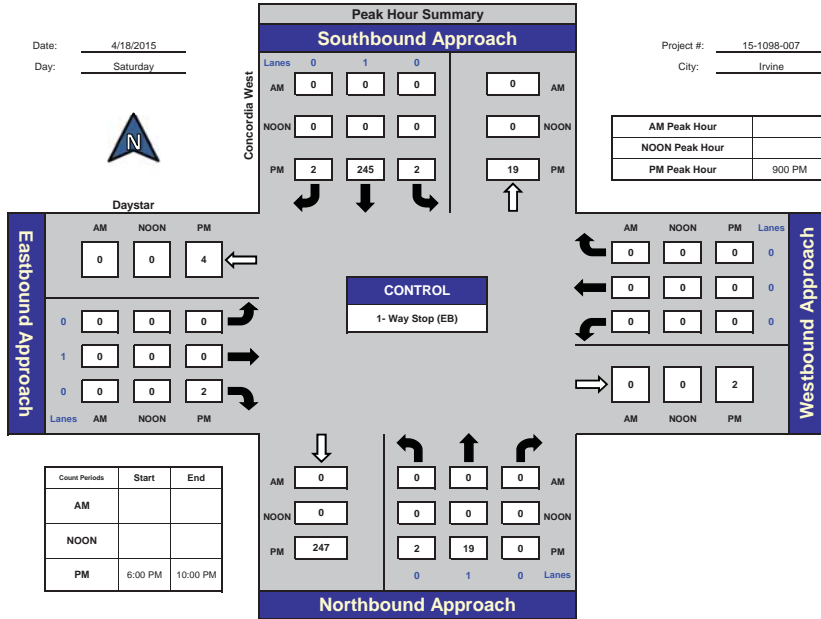 Peak Hour Summary
Southbound Approach
Date: 4/18/2015
Day: Saturday
Project #: 15-1098-007
City: Irvine
N
Concordia West
Lanes 0 1 0
AM 0 0 0 0 AM
NOON 0 0 0 0 NOON
PM 2 245 2 19 PM
AM Peak Hour
NOON Peak Hour
PM Peak Hour 900 PM
Daystar
Eastbound Approach
AM NOON PM
0 0 4
0 0 0 0
1 0 0 0
0 0 0 2
Lanes AM NOON PM
CONTROL
1- Way Stop (EB)
AM NOON PM Lanes
0 0 0 0
0 0 0 0
0 0 0 0
0 0 2
AM NOON PM
Westbound Approach
Count Periods Start End
AM
NOON
PM 6:00 PM 10:00 PM
AM 0 0 0 0 AM
NOON 0 0 0 0 NOON
PM 247 2 19 0 PM
0 1 0 Lanes
Northbound Approach